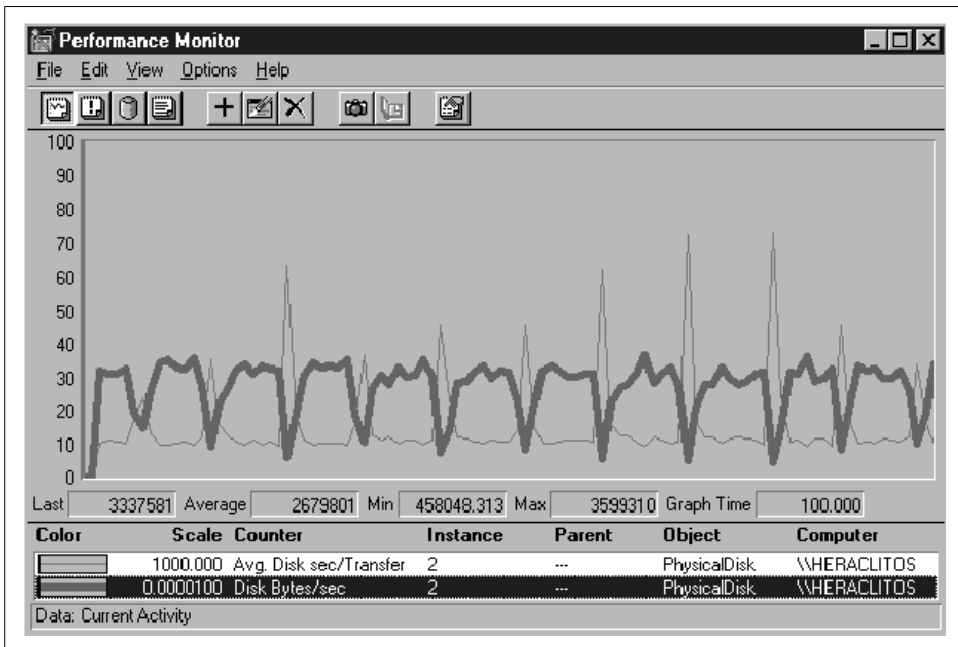 Performance Monitor
File Edit View Options Help
100
90
80
70
60
50
40
30
20
10
0
Last 3337581 Average 2679801 Min 458048.313 Max 3599310 Graph Time 100.000
Color Scale Counter Instance Parent Object Computer
1000.000 Avg. Disk sec/Transfer 2 --- PhysicalDisk \\HERACLITOS
0.0000100 Disk Bytes/sec 2 --- PhysicalDisk \\HERACLITOS
Data: Current Activity